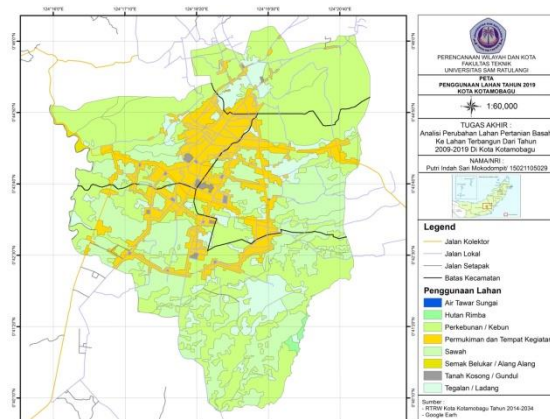 PERENCANAAN WILAYAH DAN KOTA
FAKULTAS TEKNIK
UNIVERSITAS SAM RATULANGI
PETA
PENGGUNAAN LAHAN TAHUN 2019
KOTA KOTAMOBAGU
1:60,000
TUGAS AKHIR :
Analisi Perubahan Lahan Pertanian Basah
Ke Lahan Terbangun Dari Tahun
2009-2019 Di Kota Kotamobagu
NAMA/NRI :
Putri Indah Sari Mokodompit/ 15021105029
Legend
Jalan Kolektor
Jalan Lokal
Jalan Setapak
Batas Kecamatan
Penggunaan Lahan
Air Tawar Sungai
Hutan Rimba
Perkebunan / Kebun
Permukiman dan Tempat Kegiatan
Sawah
Semak Belukar / Alang Alang
Tanah Kosong / Gundul
Tegalan / Ladang
Sumber :
- RTRW Kota Kotamobagu Tahun 2014-2034
- Google Earh